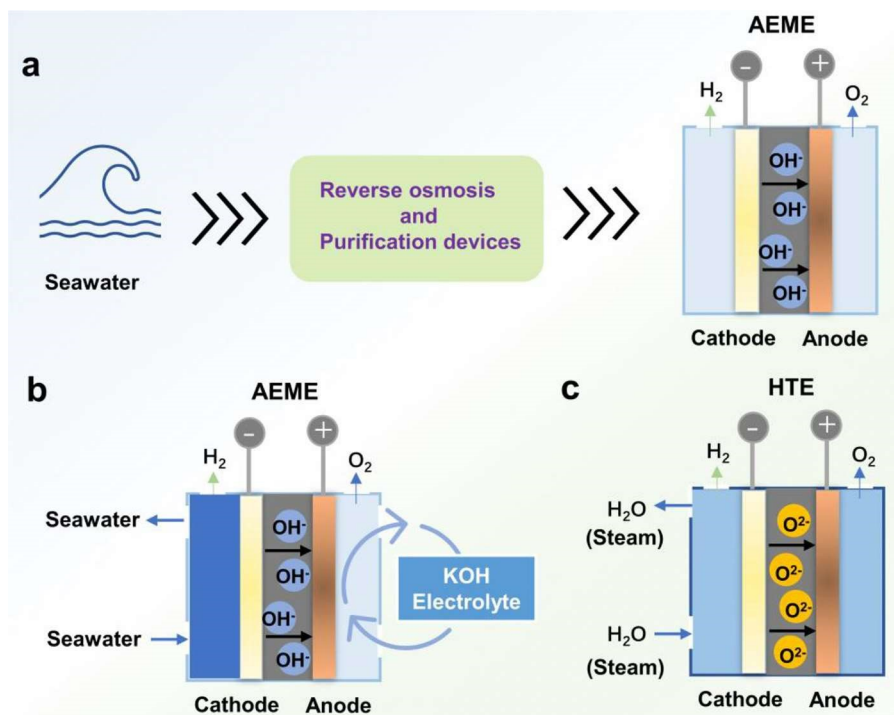 a
AEME
-
+
H₂
O₂
Seawater
Reverse osmosis
and
Purification devices
OH-
OH-
OH-
OH-
Cathode
Anode
b
AEME
-
+
H₂
O₂
Seawater
Seawater
OH-
OH-
OH-
OH-
KOH
Electrolyte
Cathode
Anode
c
HTE
-
+
H₂
O₂
H₂O
(Steam)
H₂O
(Steam)
O²-
O²-
O²-
O²-
Cathode
Anode